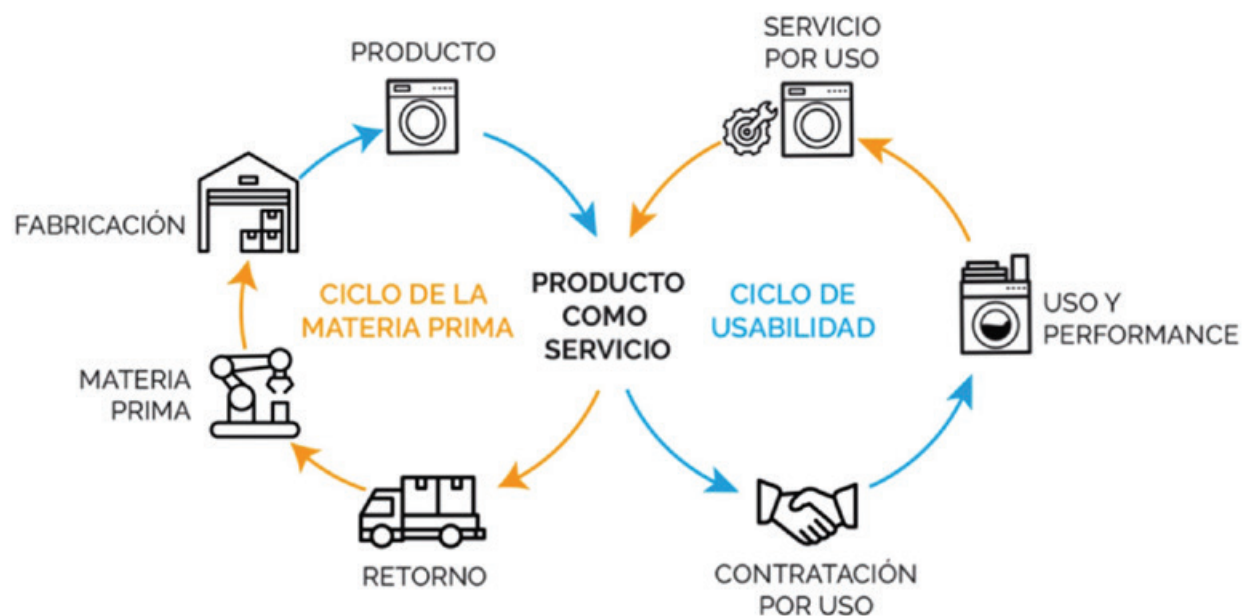 PRODUCTO
SERVICIO
POR USO
FABRICACIÓN
CICLO DE LA
MATERIA PRIMA
PRODUCTO
COMO
SERVICIO
CICLO DE
USABILIDAD
USO Y
PERFORMANCE
MATERIA
PRIMA
RETORNO
CONTRATACIÓN
POR USO